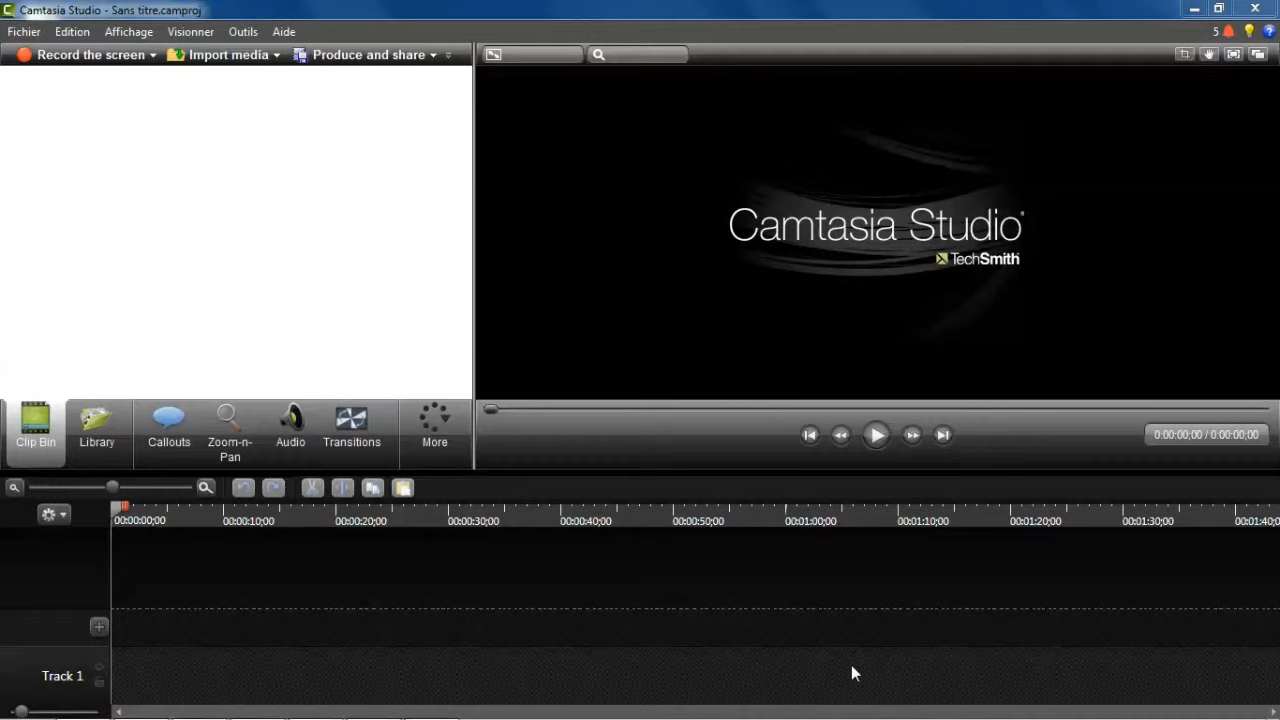 Camtasia Studio - Sans titre.camproj
Fichier Edition Affichage Visionner Outils Aide
5
Record the screen Import media Produce and share
Camtasia Studio®
TechSmith
Clip Bin Library Callouts Zoom-n-Pan Audio Transitions More
0:00:00;00 / 0:00:00;00
00:00:00;00 00:00:10;00 00:00:20;00 00:00:30;00 00:00:40;00 00:00:50;00 00:01:00;00 00:01:10;00 00:01:20;00 00:01:30;00 00:01:40;0
Track 1